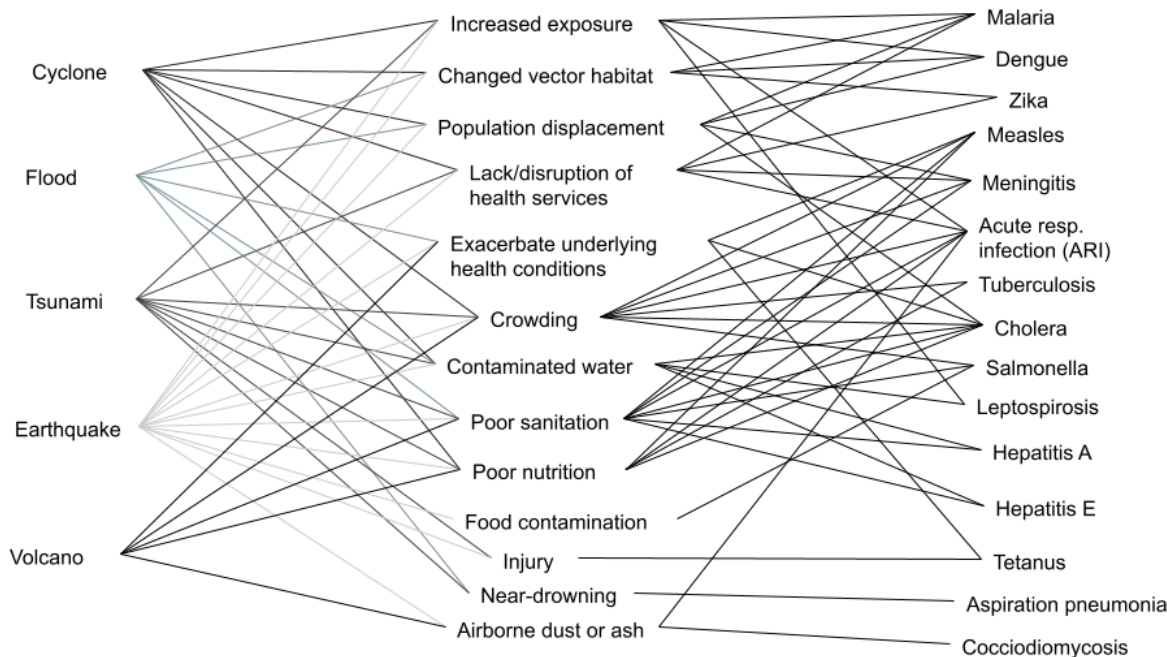 Cyclone
Flood
Tsunami
Earthquake
Volcano
Increased exposure
Changed vector habitat
Population displacement
Lack/disruption of
health services
Exacerbate underlying
health conditions
Crowding
Contaminated water
Poor sanitation
Poor nutrition
Food contamination
Injury
Near-drowning
Airborne dust or ash
Malaria
Dengue
Zika
Measles
Meningitis
Acute resp.
infection (ARI)
Tuberculosis
Cholera
Salmonella
Leptospirosis
Hepatitis A
Hepatitis E
Tetanus
Aspiration pneumonia
Cocciodiomycosis